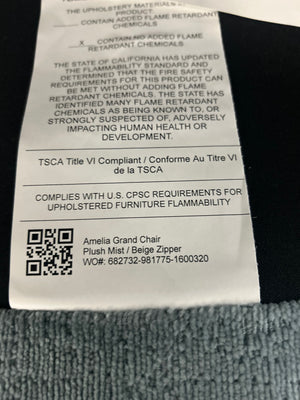 THE UPHOLSTERY MATERIALS
PRODUCT:
CONTAIN ADDED FLAME RETARDANT
CHEMICALS
X CONTAIN NO ADDED FLAME
RETARDANT CHEMICALS
THE STATE OF CALIFORNIA HAS UPDATED
THE FLAMMABILITY STANDARD AND
DETERMINED THAT THE FIRE SAFETY
REQUIREMENTS FOR THIS PRODUCT CAN
BE MET WITHOUT ADDING FLAME
RETARDANT CHEMICALS. THE STATE HAS
IDENTIFIED MANY FLAME RETARDANT
CHEMICALS AS BEING KNOWN TO, OR
STRONGLY SUSPECTED OF, ADVERSELY
IMPACTING HUMAN HEALTH OR
DEVELOPMENT.
TSCA Title VI Compliant / Conforme Au Titre VI
de la TSCA
COMPLIES WITH U.S. CPSC REQUIREMENTS FOR
UPHOLSTERED FURNITURE FLAMMABILITY
Amelia Grand Chair
Plush Mist / Beige Zipper
WO#: 682732-981775-1600320